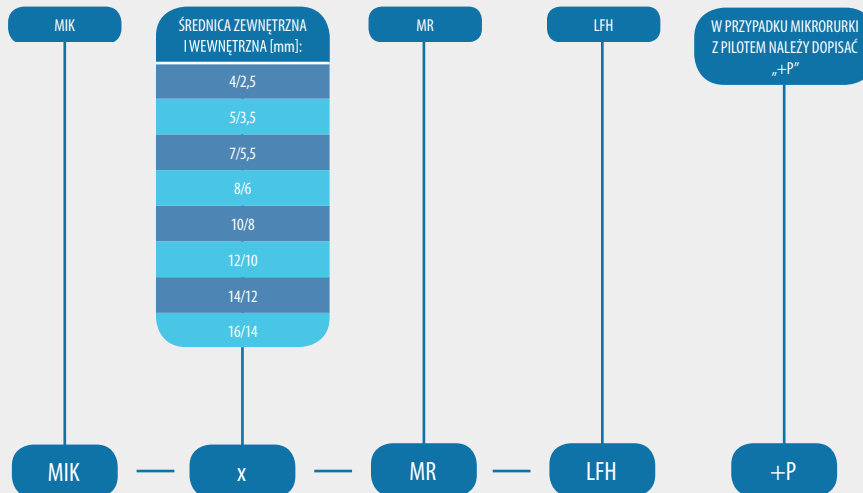 MIK
ŚREDNICA ZEWNĘTRZNA
I WEWNĘTRZNA [mm]:
4/2,5
5/3,5
7/5,5
8/6
10/8
12/10
14/12
16/14
MR
LFH
W PRZYPADKU MIKRORURKI
Z PILOTEM NALEŻY DOPISAĆ
„+P”
MIK — x — MR — LFH +P